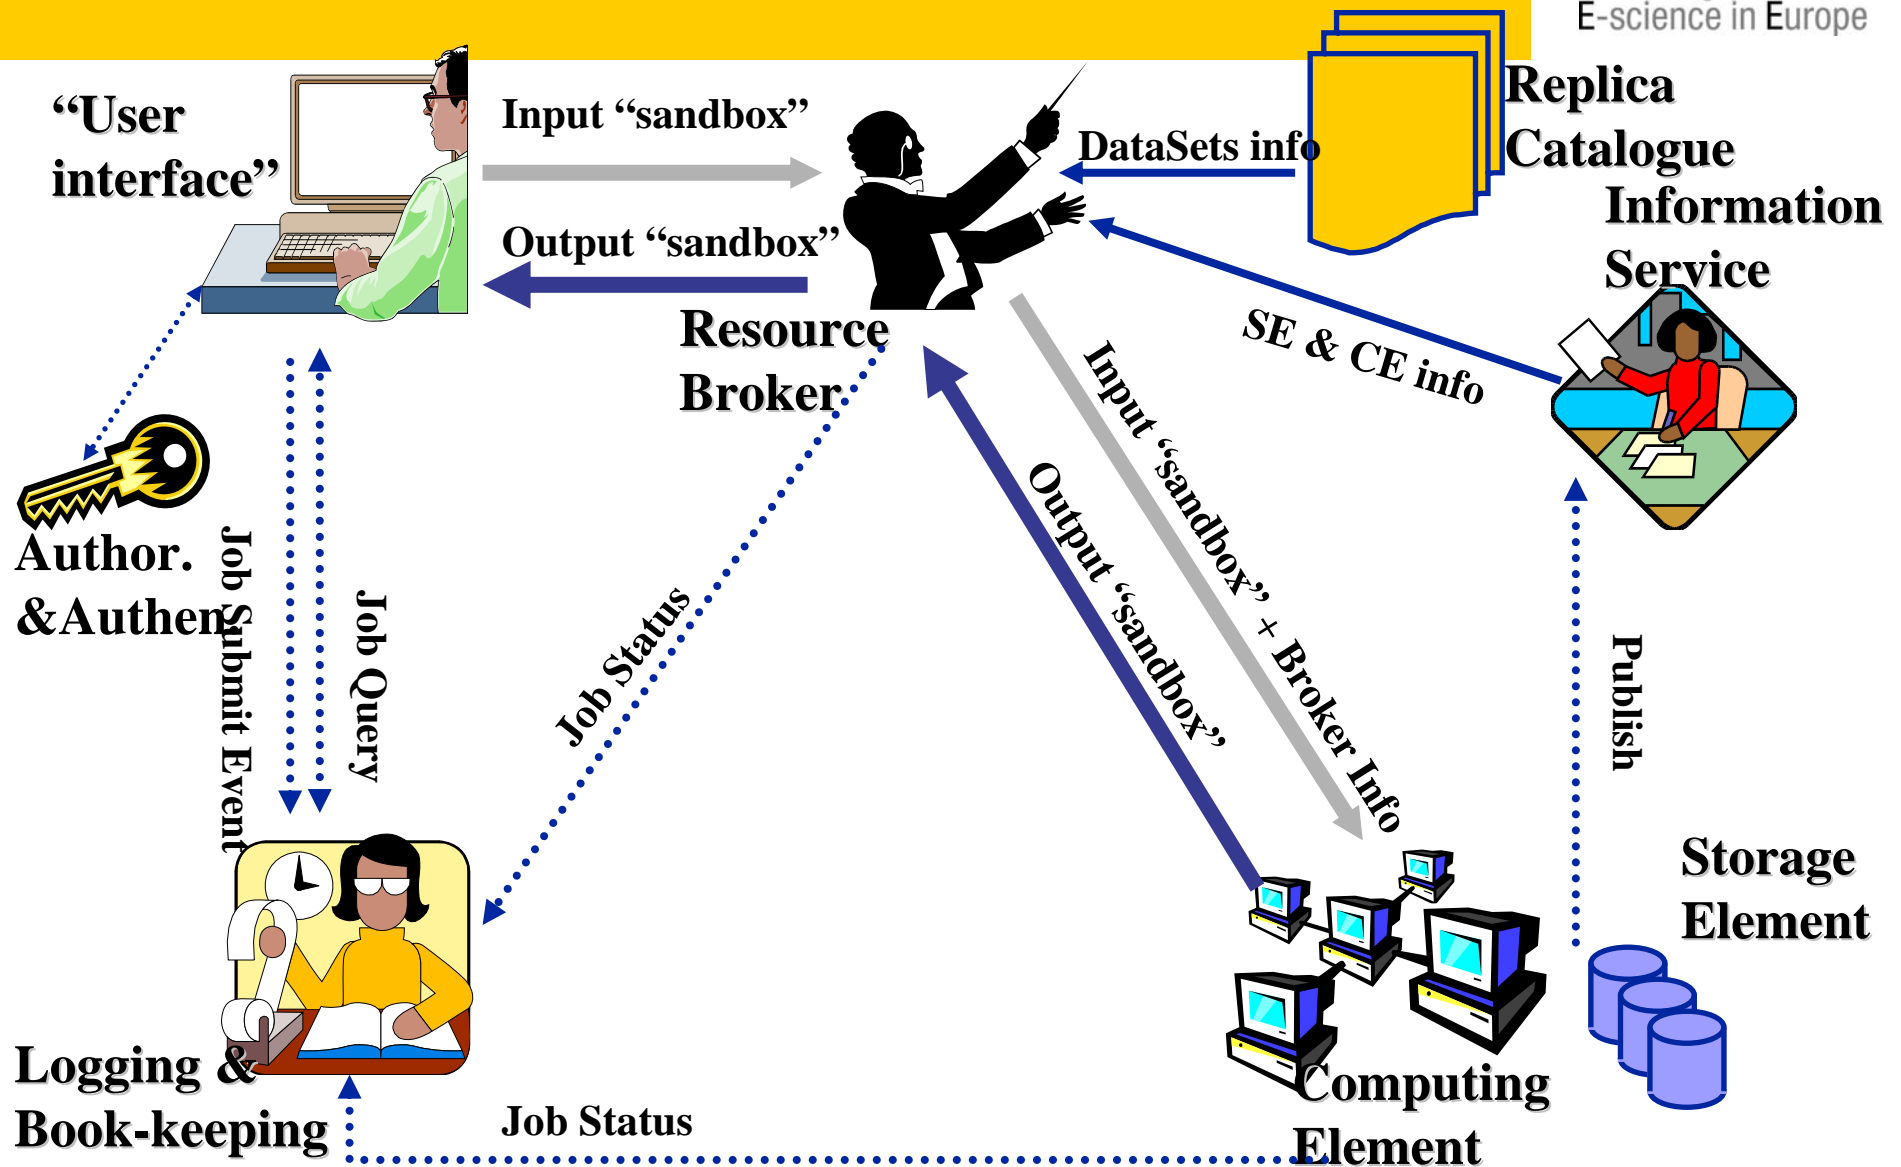 E-science in Europe
“User
interface”
Input “sandbox”
Output “sandbox”
DataSets info
Replica
Catalogue
Information
Service
Resource
Broker
SE & CE info
Input “sandbox” + Broker Info
Output “sandbox”
Author.
&Authen.
Job Submit Event
Job Query
Job Status
Publish
Storage
Element
Logging &
Book-keeping
Job Status
Computing
Element